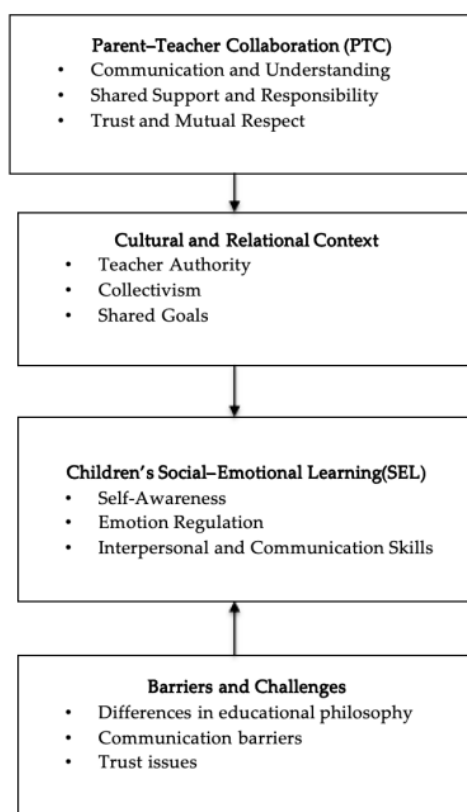 Parent–Teacher Collaboration (PTC)
• Communication and Understanding
• Shared Support and Responsibility
• Trust and Mutual Respect
Cultural and Relational Context
• Teacher Authority
• Collectivism
• Shared Goals
Children's Social–Emotional Learning(SEL)
• Self-Awareness
• Emotion Regulation
• Interpersonal and Communication Skills
Barriers and Challenges
• Differences in educational philosophy
• Communication barriers
• Trust issues